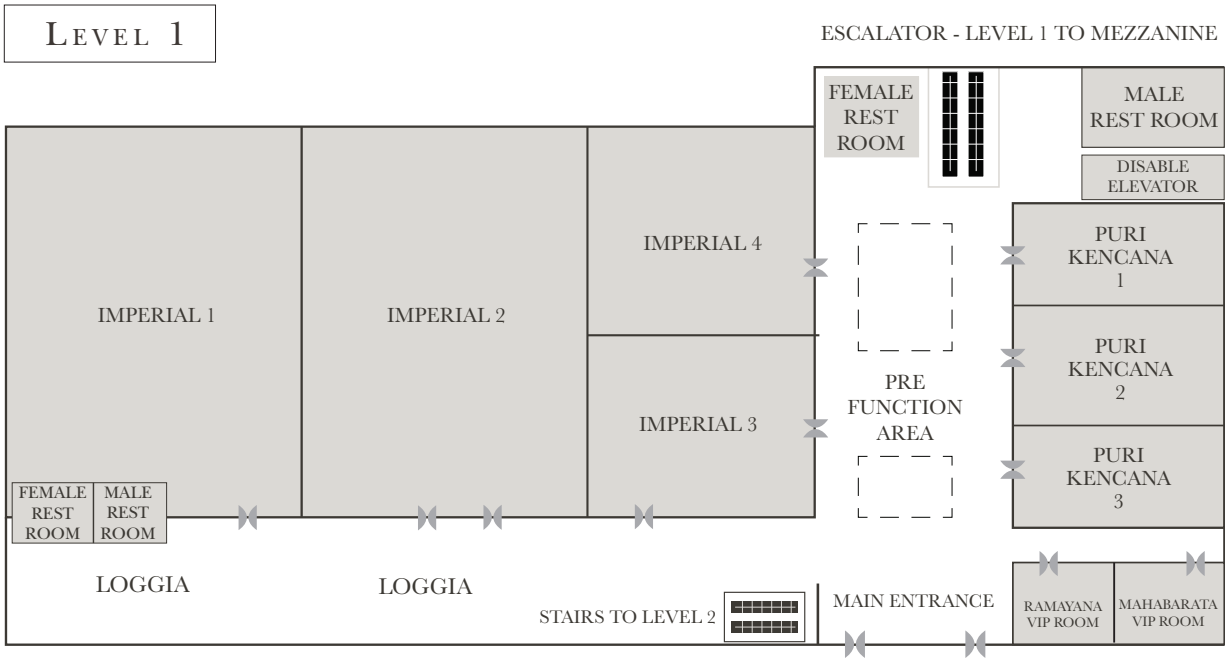 LEVEL 1
ESCALATOR - LEVEL 1 TO MEZZANINE
FEMALE
REST
ROOM
MALE
REST ROOM
DISABLE
ELEVATOR
IMPERIAL 1
IMPERIAL 2
IMPERIAL 4
IMPERIAL 3
PURI
KENCANA
1
PURI
KENCANA
2
PURI
KENCANA
3
PRE
FUNCTION
AREA
FEMALE
REST
ROOM
MALE
REST
ROOM
LOGGIA
LOGGIA
STAIRS TO LEVEL 2
MAIN ENTRANCE
RAMAYANA
VIP ROOM
MAHABARATA
VIP ROOM